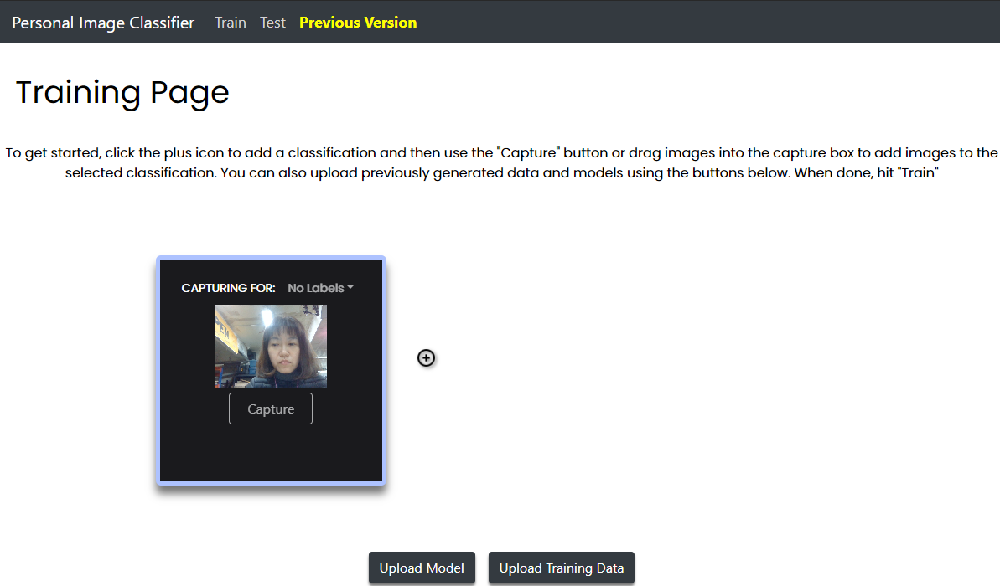 Personal Image Classifier Train Test Previous Version
Training Page
To get started, click the plus icon to add a classification and then use the "Capture" button or drag images into the capture box to add images to the
selected classification. You can also upload previously generated data and models using the buttons below. When done, hit "Train"
CAPTURING FOR: No Labels
Capture
Upload Model Upload Training Data